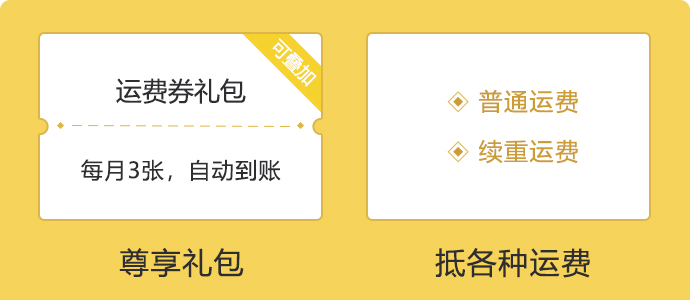 可叠加
运费券礼包
每月3张，自动到账
尊享礼包
普通运费
续重运费
抵各种运费